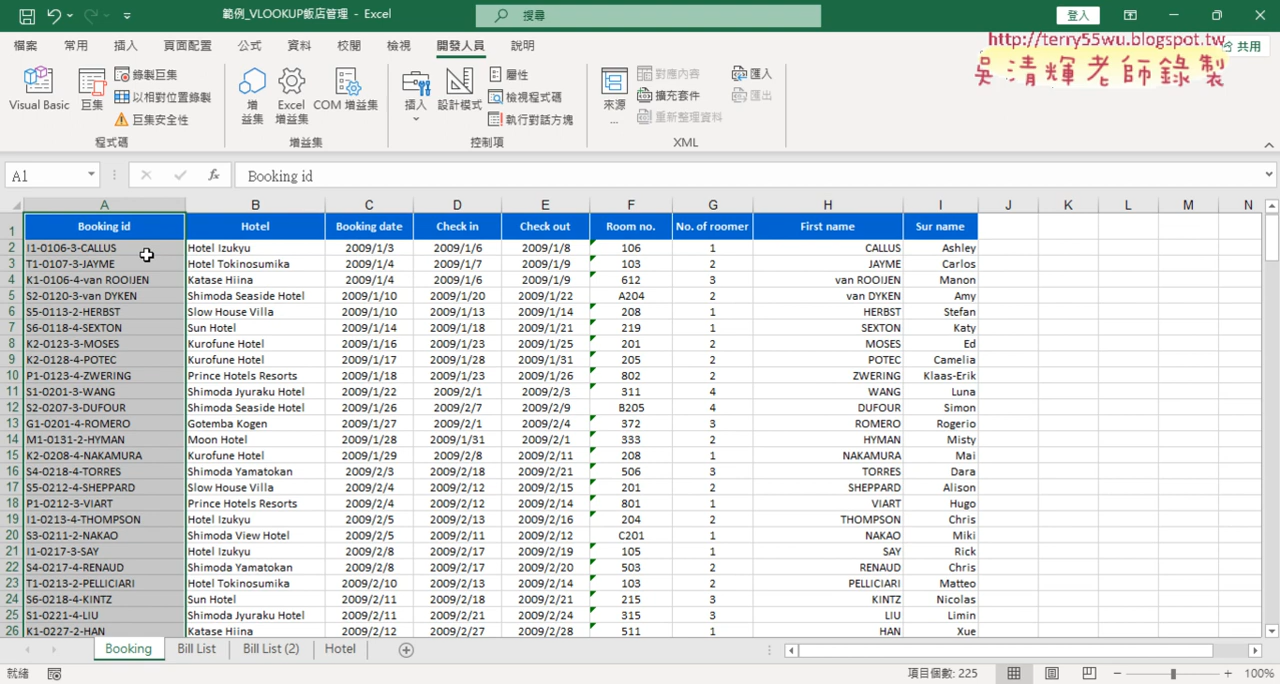 範例_VLOOKUP飯店管理 - Excel
搜尋
登入
http://terry55wu.blogspot.tw
吳清輝老師錄製
共用
檔案 常用 插入 頁面配置 公式 資料 校閱 檢視 開發人員 說明
Visual Basic
巨集
錄製巨集
以相對位置錄製
巨集安全性
程式碼
增益集
Excel 增益集
COM 增益集
增益集
插入
設計模式
屬性
檢視程式碼
執行對話方塊
控制項
來源...
對應內容
擴充套件
重新整理資料
匯入
匯出
XML
A1 fx Booking id
A B C D E F G H I J K L M N
1 Booking id Hotel Booking date Check in Check out Room no. No. of roomer First name Sur name
2 I1-0106-3-CALLUS Hotel Izukyu 2009/1/3 2009/1/6 2009/1/8 106 1 CALLUS Ashley
3 T1-0107-3-JAYME Hotel Tokinosumika 2009/1/4 2009/1/7 2009/1/9 103 2 JAYME Carlos
4 K1-0106-4-van ROOIJEN Katase Hiina 2009/1/4 2009/1/6 2009/1/9 612 3 van ROOIJEN Manon
5 S2-0120-3-van DYKEN Shimoda Seaside Hotel 2009/1/10 2009/1/20 2009/1/22 A204 2 van DYKEN Amy
6 S5-0113-2-HERBST Slow House Villa 2009/1/10 2009/1/13 2009/1/14 208 1 HERBST Stefan
7 S6-0118-4-SEXTON Sun Hotel 2009/1/14 2009/1/18 2009/1/21 219 1 SEXTON Katy
8 K2-0123-3-MOSES Kurofune Hotel 2009/1/16 2009/1/23 2009/1/25 201 2 MOSES Ed
9 K2-0128-4-POTEC Kurofune Hotel 2009/1/17 2009/1/28 2009/1/31 205 2 POTEC Camelia
10 P1-0123-4-ZWERING Prince Hotels Resorts 2009/1/18 2009/1/23 2009/1/26 802 2 ZWERING Klaas-Erik
11 S1-0201-3-WANG Shimoda Jyuraku Hotel 2009/1/22 2009/2/1 2009/2/3 311 4 WANG Luna
12 S2-0207-3-DUFOUR Shimoda Seaside Hotel 2009/1/26 2009/2/7 2009/2/9 B205 4 DUFOUR Simon
13 G1-0201-4-ROMERO Gotemba Kogen 2009/1/27 2009/2/1 2009/2/4 372 3 ROMERO Rogerio
14 M1-0131-2-HYMAN Moon Hotel 2009/1/28 2009/1/31 2009/2/1 333 2 HYMAN Misty
15 K2-0208-4-NAKAMURA Kurofune Hotel 2009/1/29 2009/2/8 2009/2/11 208 1 NAKAMURA Mai
16 S4-0218-4-TORRES Shimoda Yamatokan 2009/2/3 2009/2/18 2009/2/21 506 3 TORRES Dara
17 S5-0212-4-SHEPPARD Slow House Villa 2009/2/4 2009/2/12 2009/2/15 201 2 SHEPPARD Alison
18 P1-0212-3-VIART Prince Hotels Resorts 2009/2/4 2009/2/12 2009/2/14 801 1 VIART Hugo
19 I1-0213-4-THOMPSON Hotel Izukyu 2009/2/5 2009/2/13 2009/2/16 204 2 THOMPSON Chris
20 S3-0211-2-NAKAO Shimoda View Hotel 2009/2/5 2009/2/11 2009/2/12 C201 1 NAKAO Miki
21 I1-0217-3-SAY Hotel Izukyu 2009/2/8 2009/2/17 2009/2/19 105 1 SAY Rick
22 S4-0217-4-RENAUD Shimoda Yamatokan 2009/2/8 2009/2/17 2009/2/20 503 2 RENAUD Chris
23 T1-0213-2-PELLICIARI Hotel Tokinosumika 2009/2/10 2009/2/13 2009/2/14 103 2 PELLICIARI Matteo
24 S6-0218-4-KINTZ Sun Hotel 2009/2/10 2009/2/18 2009/2/21 215 3 KINTZ Nicolas
25 S1-0221-4-LIU Shimoda Jyuraku Hotel 2009/2/11 2009/2/21 2009/2/24 315 3 LIU Limin
26 K1-0227-2-HAN Katase Hiina 2009/2/12 2009/2/27 2009/2/28 511 1 HAN Xue
Booking Bill List Bill List (2) Hotel
就緒 項目個數: 225 100%